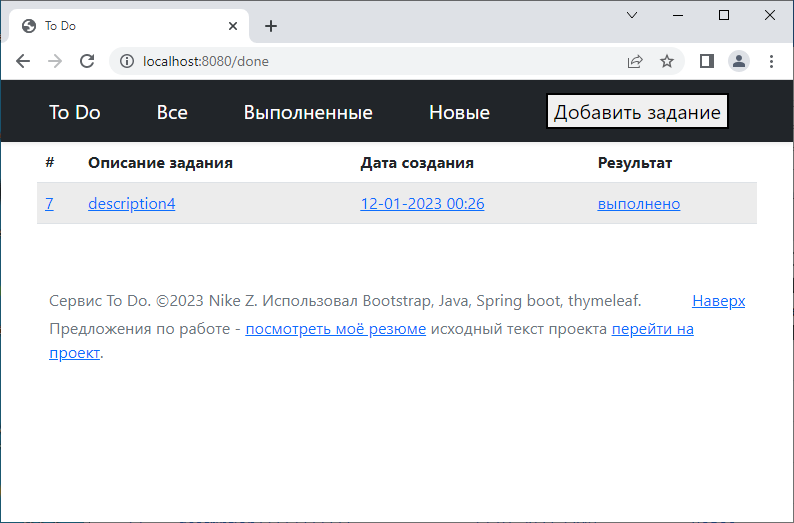 To Do
localhost:8080/done
To Do Все Выполненные Новые Добавить задание
# Описание задания Дата создания Результат
7 description4 12-01-2023 00:26 выполнено
Сервис To Do. ©2023 Nike Z. Использовал Bootstrap, Java, Spring boot, thymeleaf. Наверх
Предложения по работе - посмотреть моё резюме исходный текст проекта перейти на
проект.